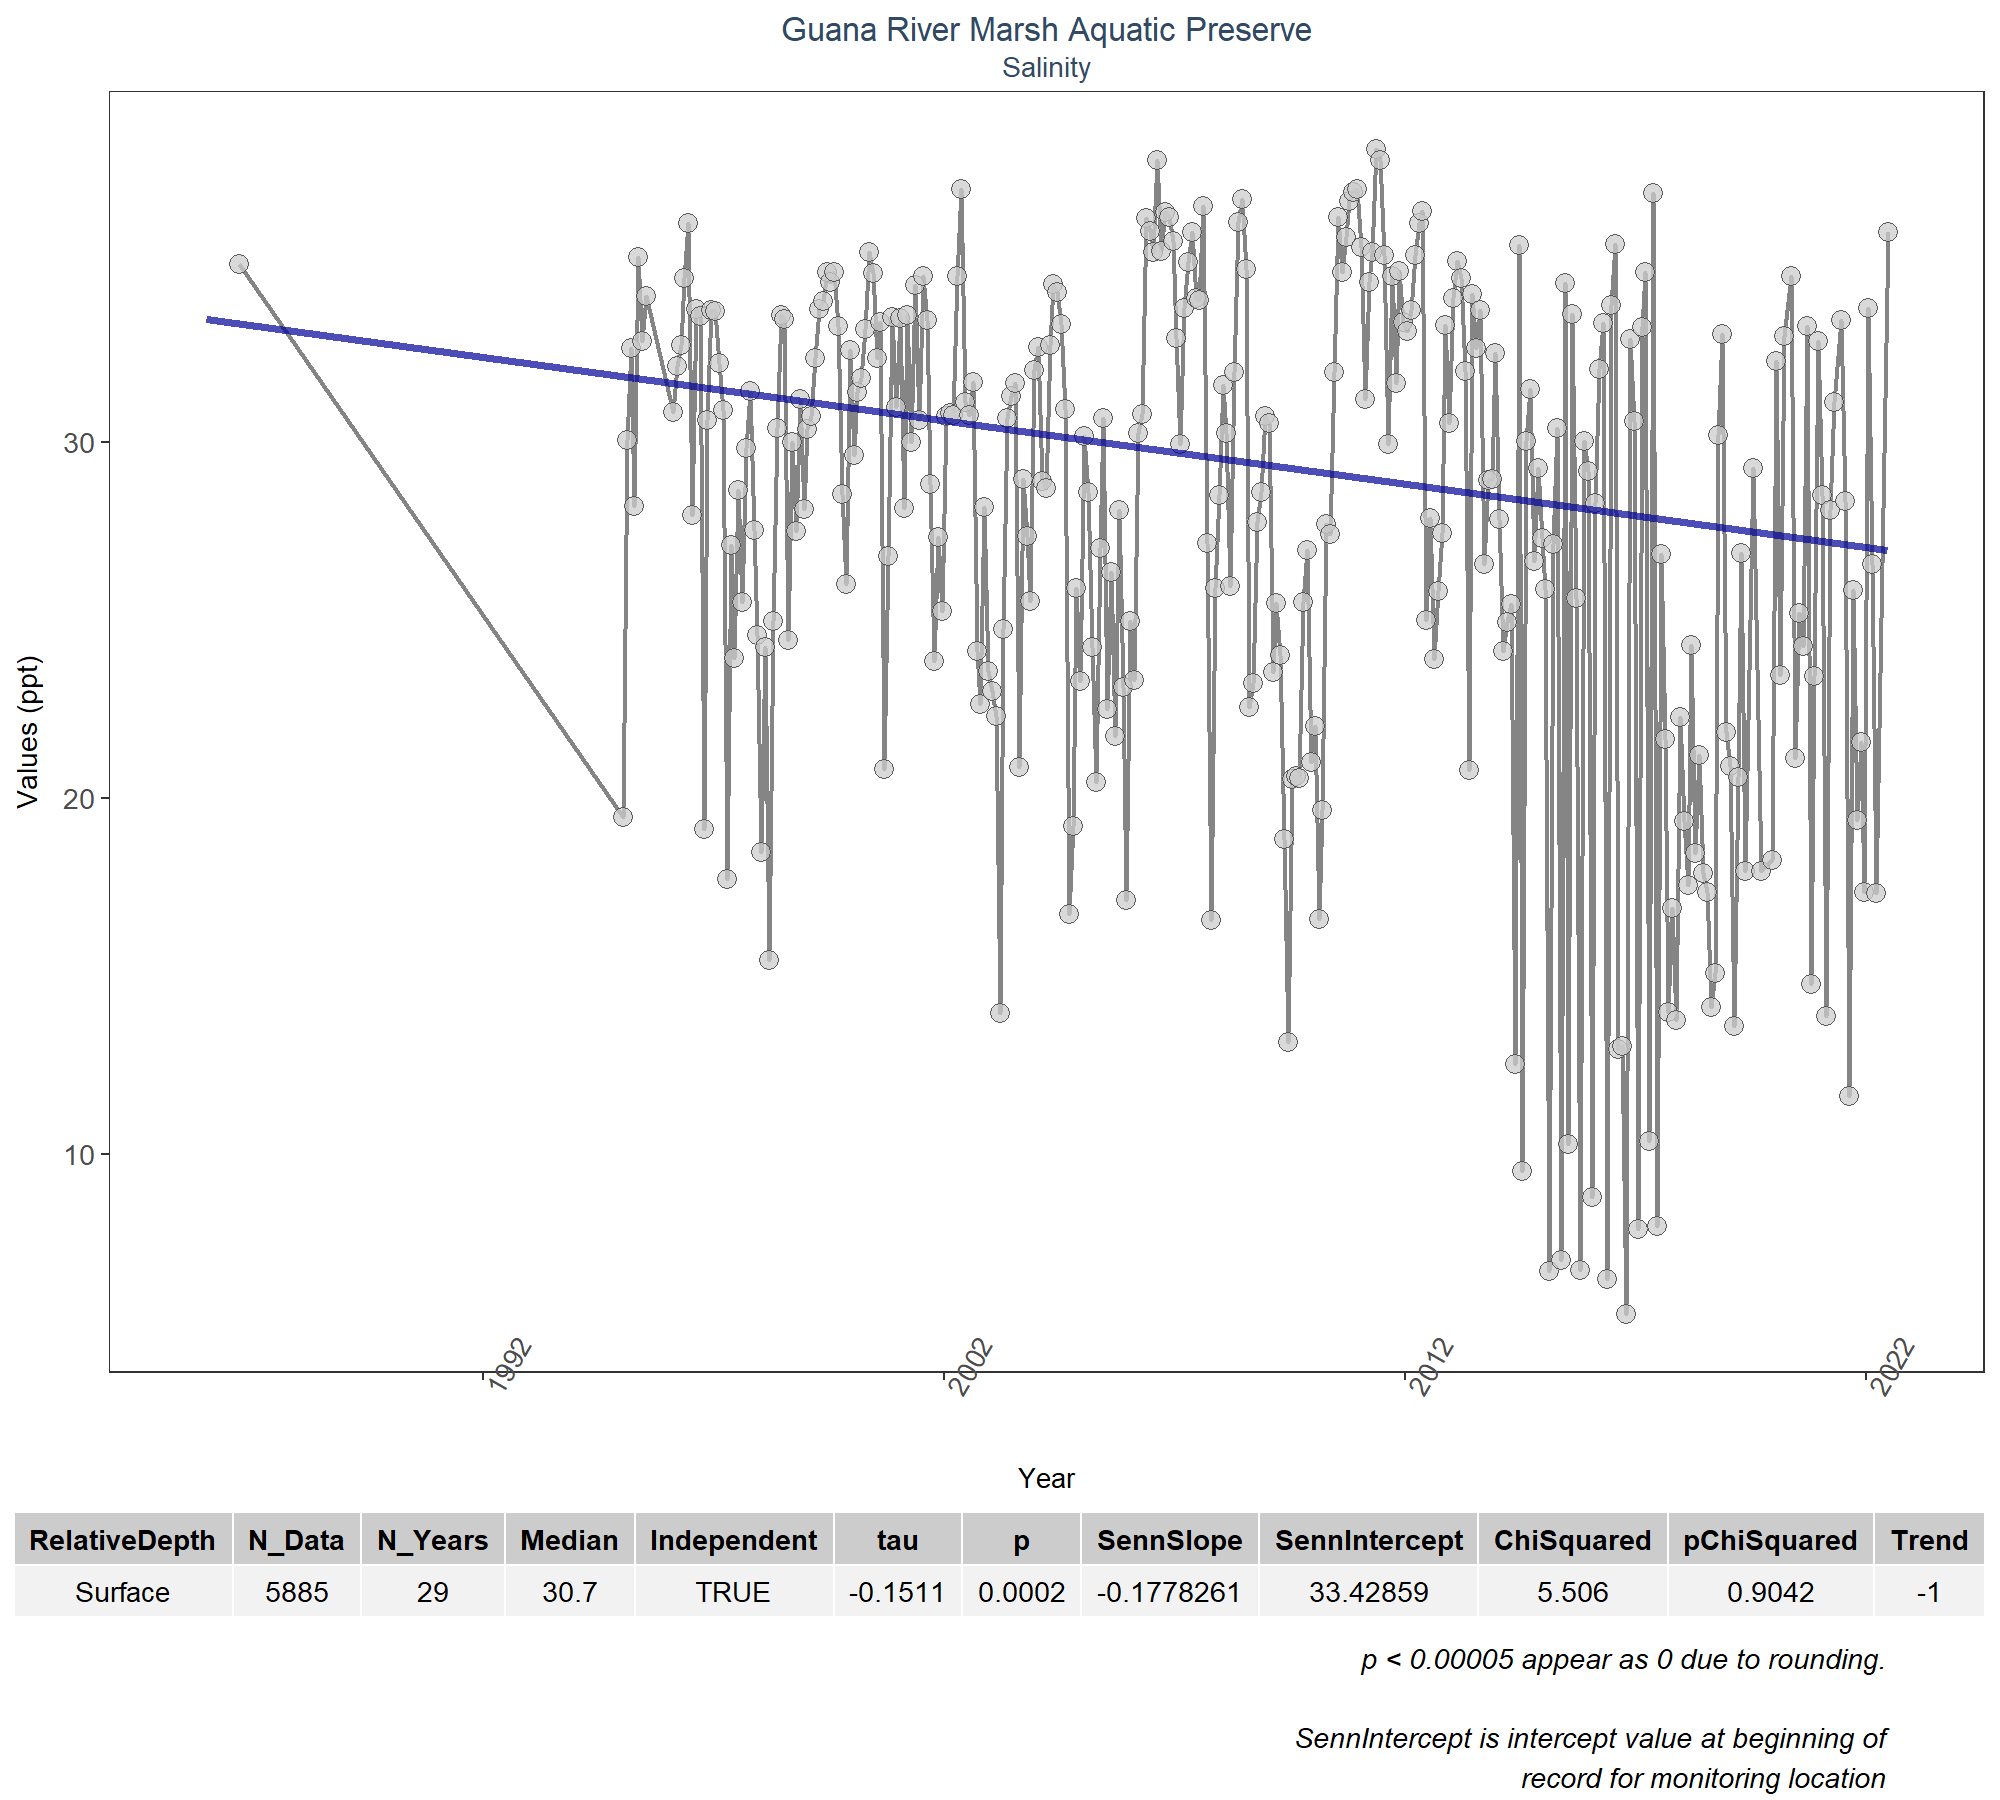 Guana River Marsh Aquatic Preserve
Salinity
Values (ppt)
30
20
10
1992 2002 2012 2022
Year
RelativeDepth N_Data N_Years Median Independent tau p SennSlope SennIntercept ChiSquared pChiSquared Trend
Surface 5885 29 30.7 TRUE -0.1511 0.0002 -0.1778261 33.42859 5.506 0.9042 -1
p < 0.00005 appear as 0 due to rounding.
SennIntercept is intercept value at beginning of
record for monitoring location